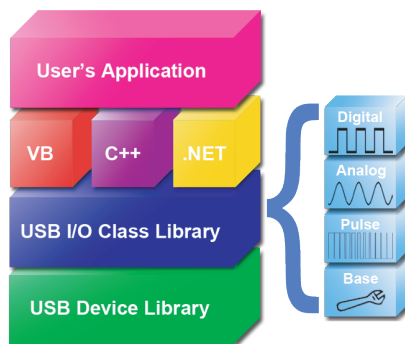 User's Application
VB C++ .NET
USB I/O Class Library
USB Device Library
Digital
Analog
Pulse
Base